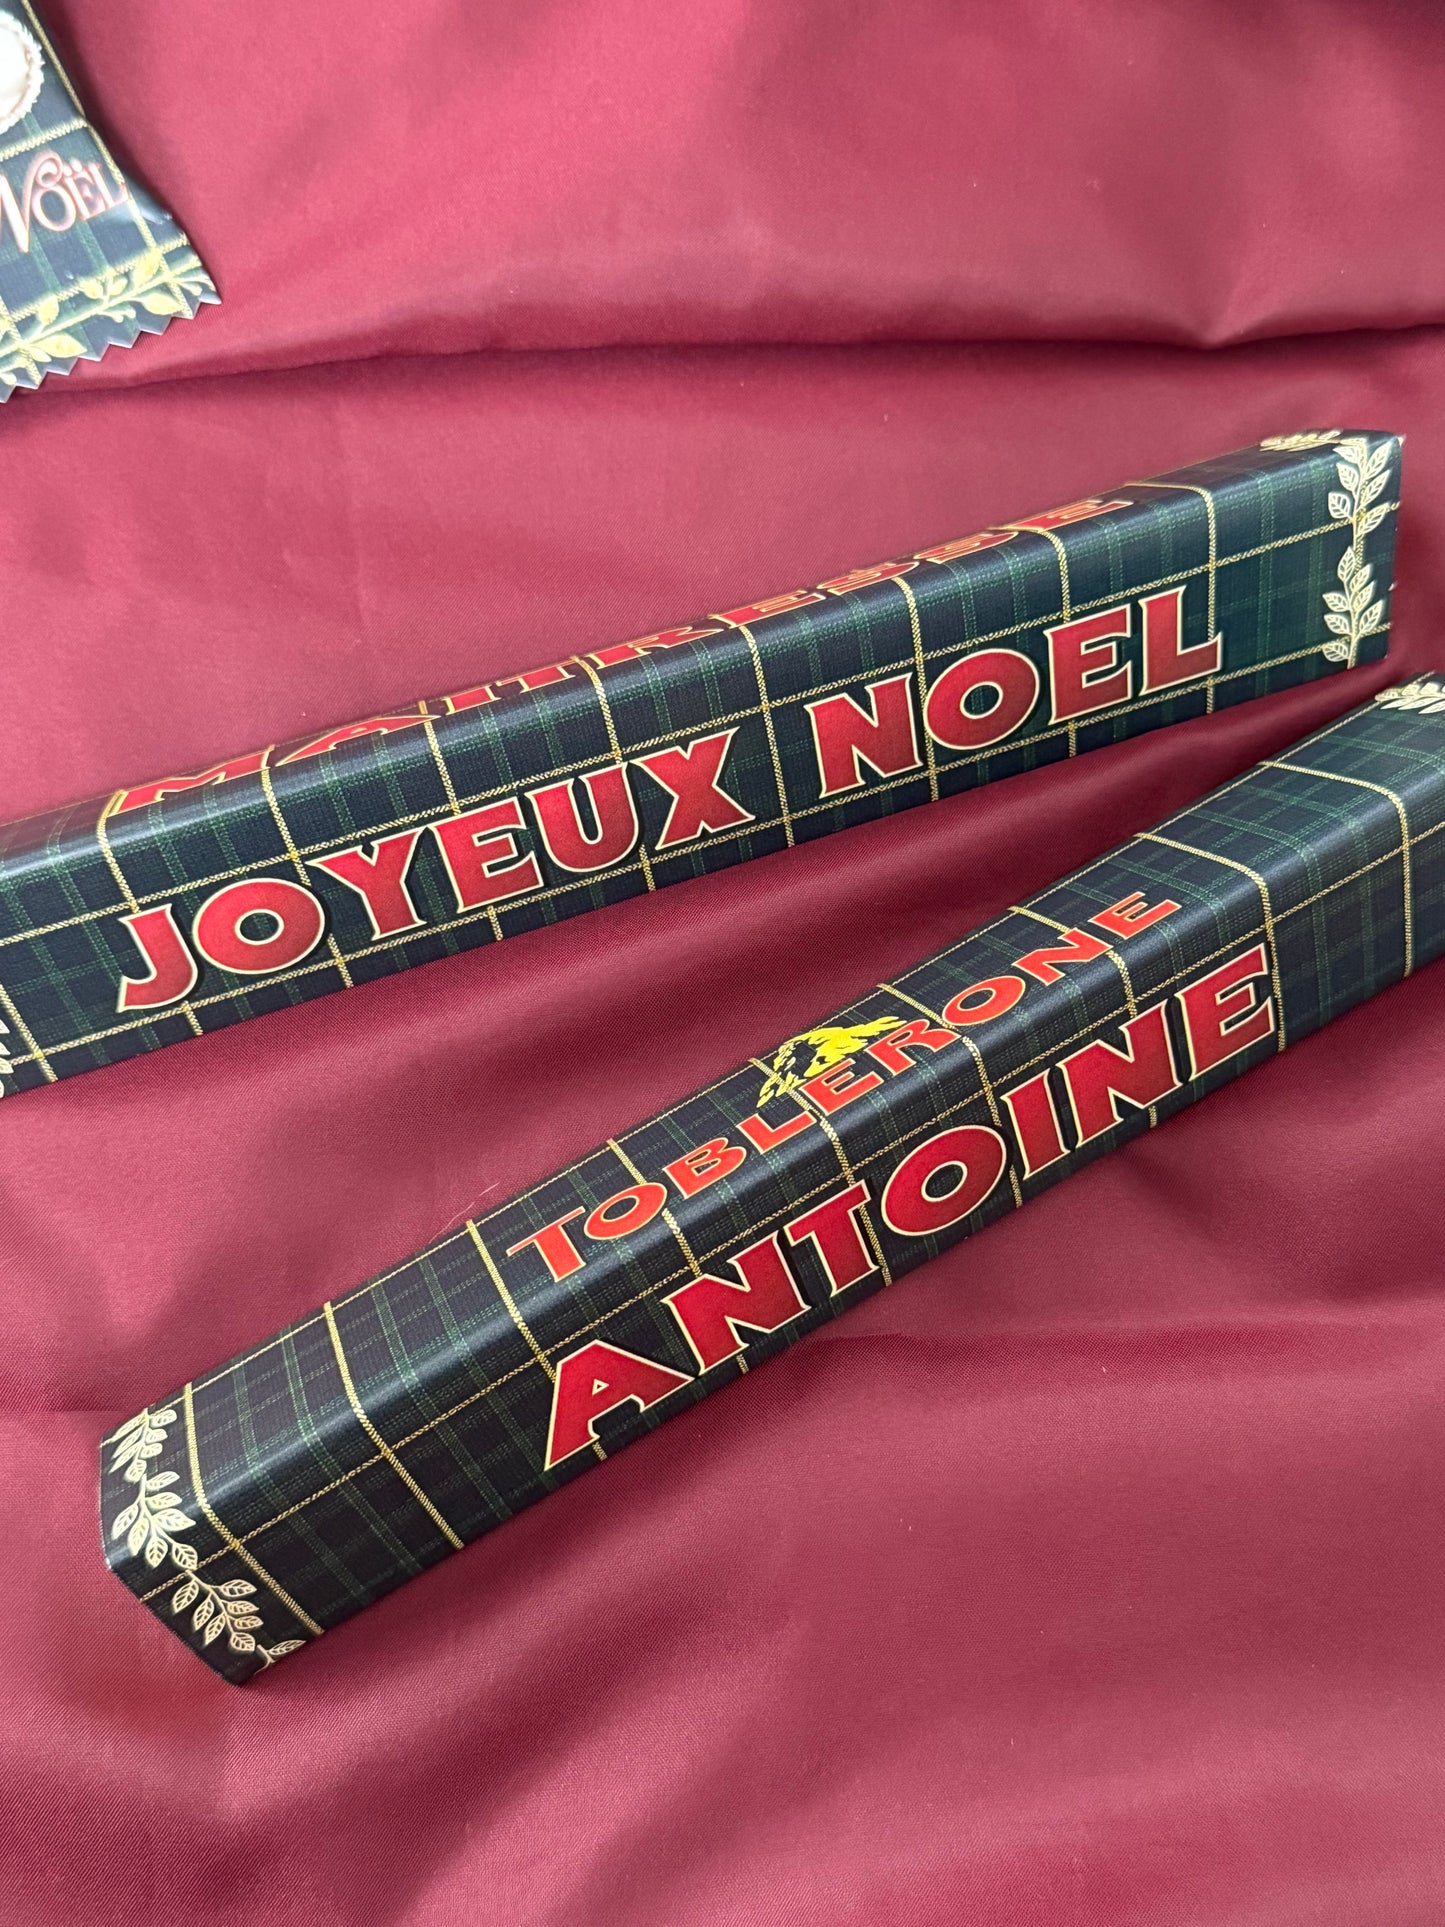 NOËL
MAITRESSE
JOYEUX NOEL
TOBLERONE
ANTOINE